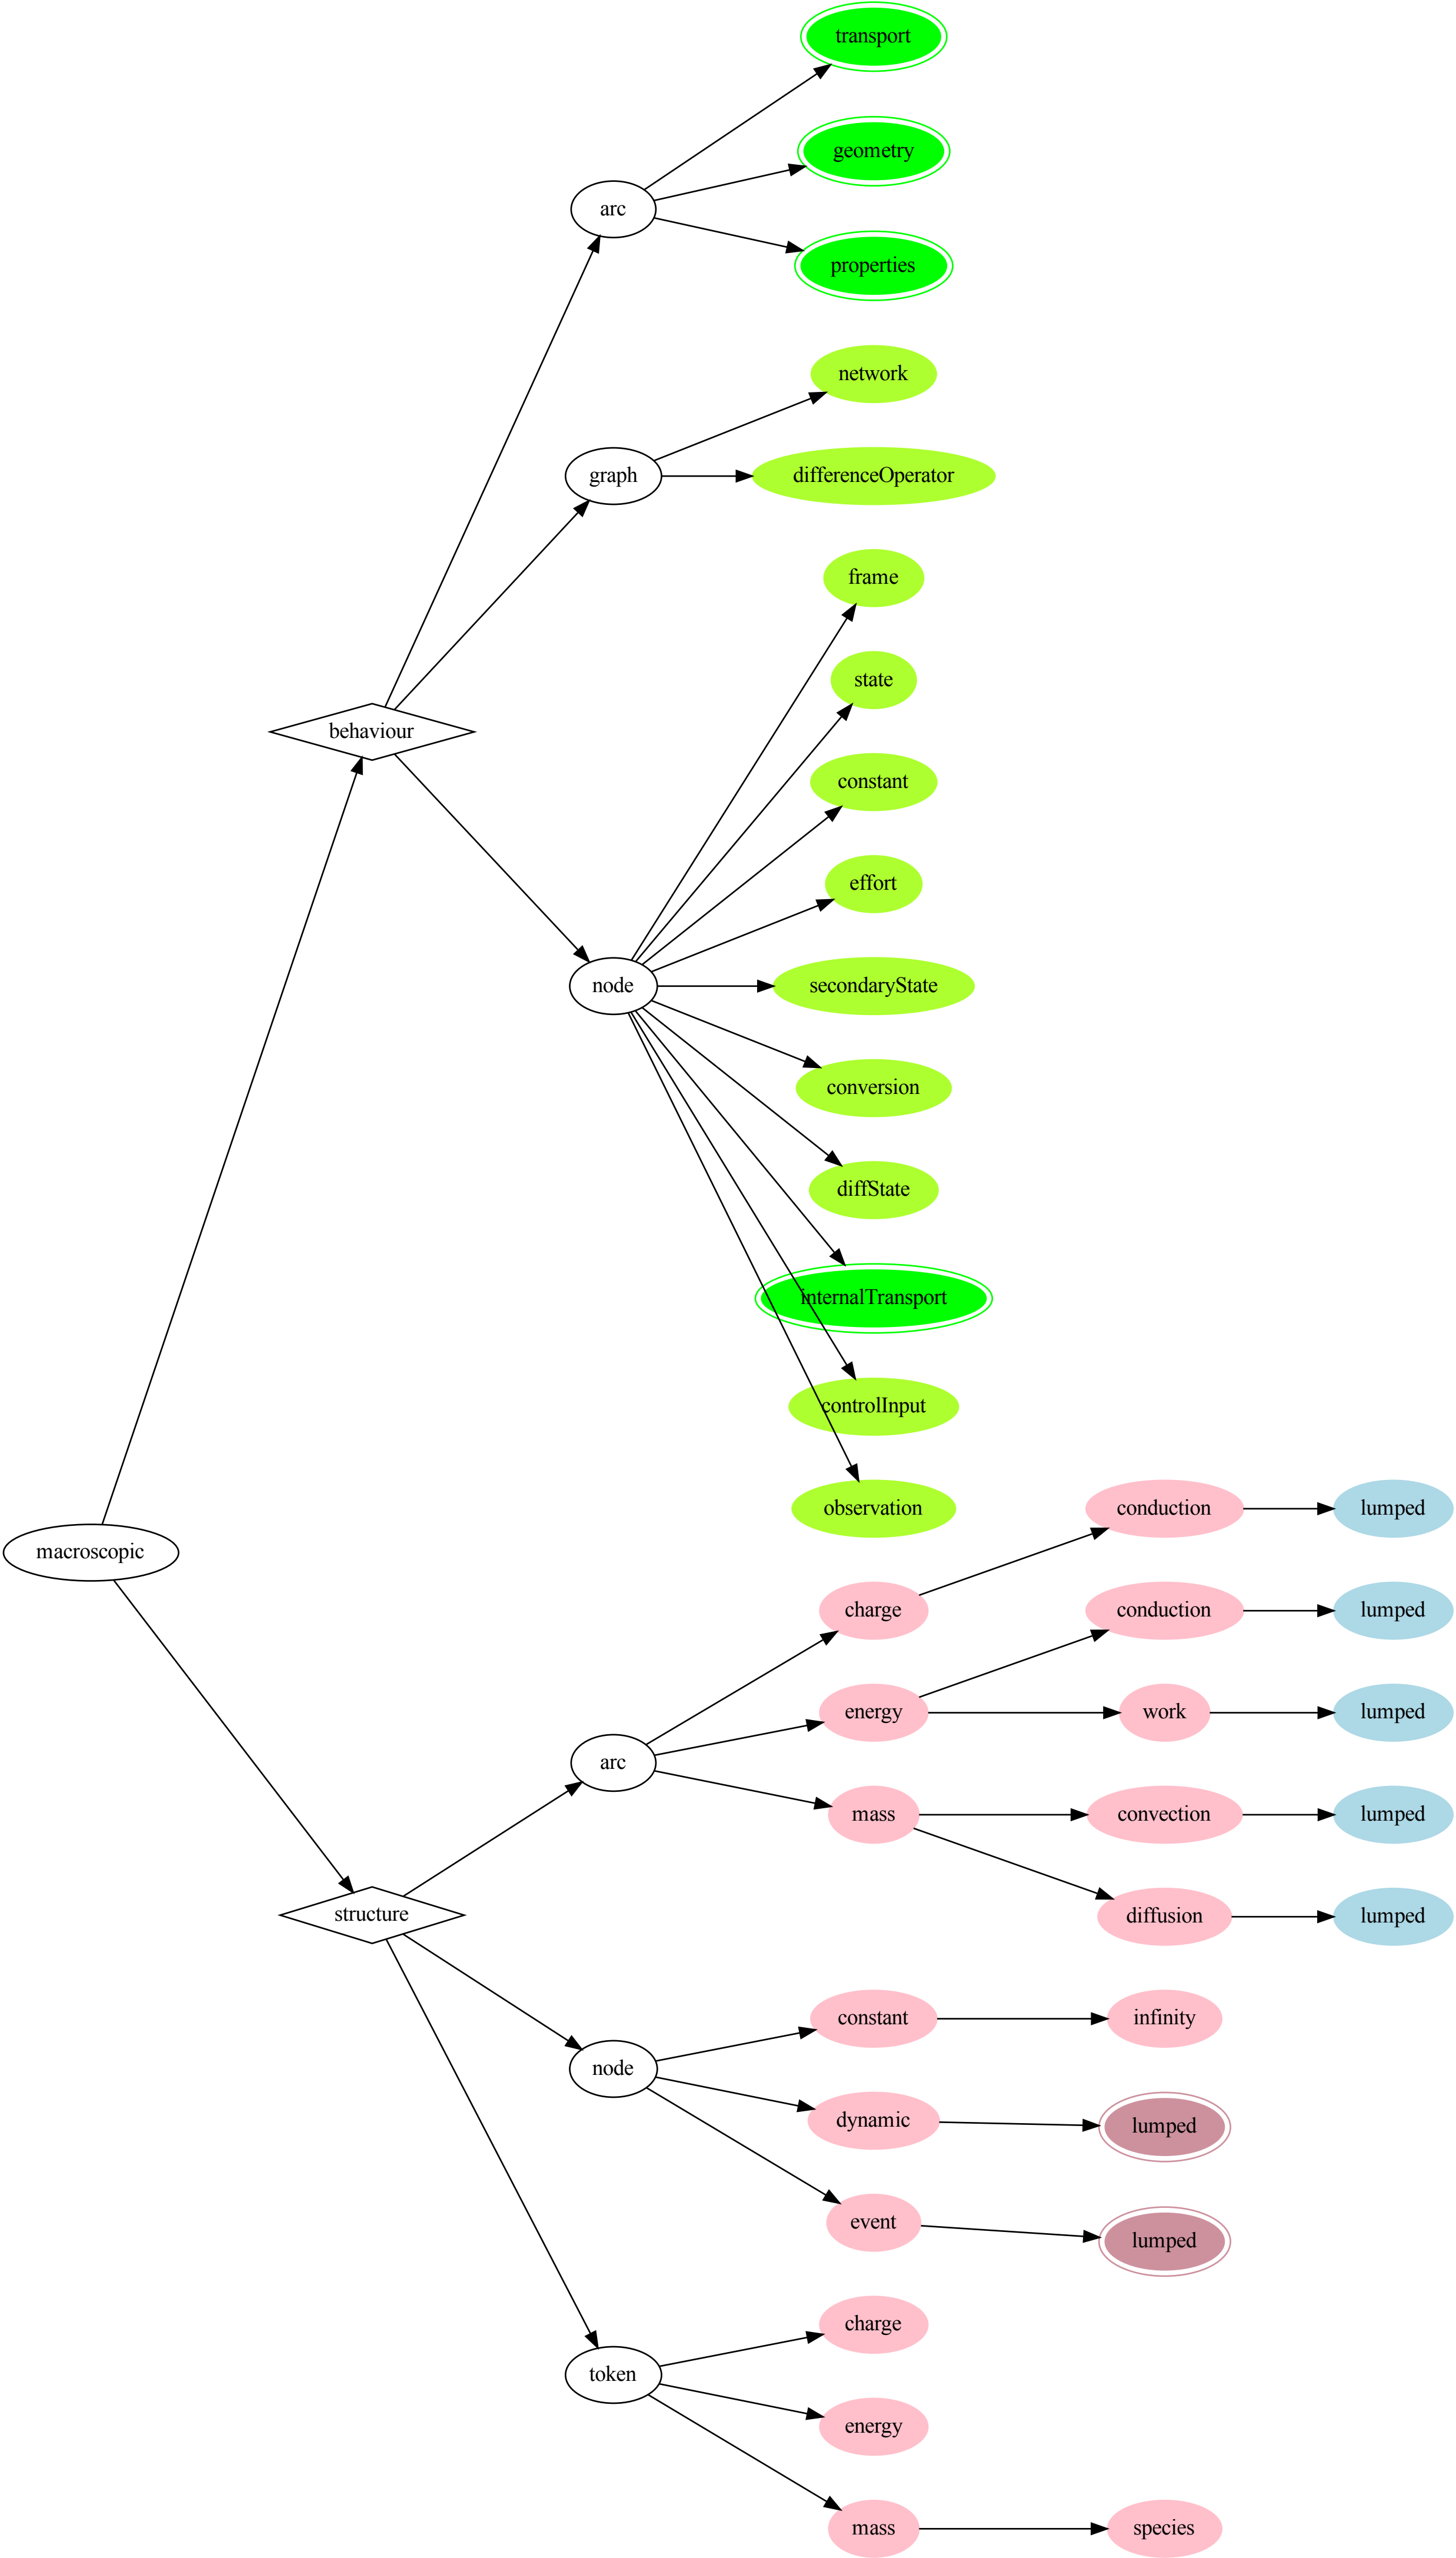 transport
geometry
arc
properties
network
graph
differenceOperator
frame
state
behaviour
constant
effort
node
secondaryState
conversion
diffState
internalTransport
controlInput
observation
conduction
lumped
macroscopic
charge
conduction
lumped
energy
work
lumped
arc
mass
convection
lumped
structure
diffusion
lumped
constant
infinity
node
dynamic
lumped
event
lumped
charge
token
energy
mass
species